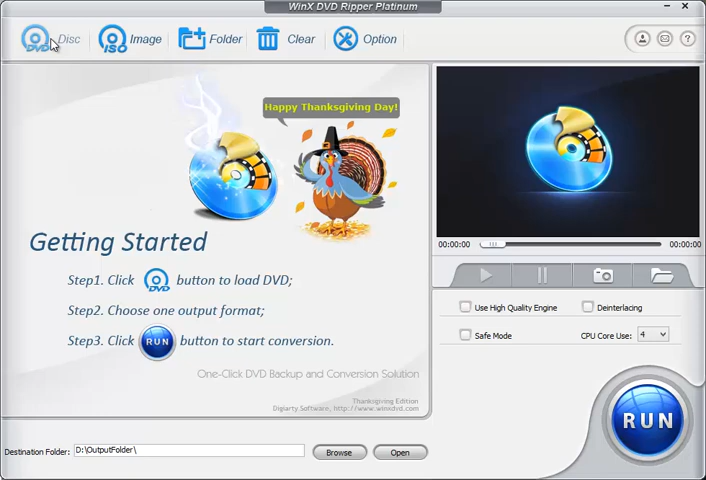 WinX DVD Ripper Platinum
DVD Disc ISO Image Folder Clear Option
Happy Thanksgiving Day!
Getting Started
Step1. Click DVD button to load DVD;
Step2. Choose one output format;
Step3. Click RUN button to start conversion.
One-Click DVD Backup and Conversion Solution
Thanksgiving Edition
Digiarty Software, http://www.winxdvd.com
00:00:00 00:00:00
Use High Quality Engine Deinterlacing
Safe Mode CPU Core Use: 4
RUN
Destination Folder: D:\OutputFolder\ Browse Open